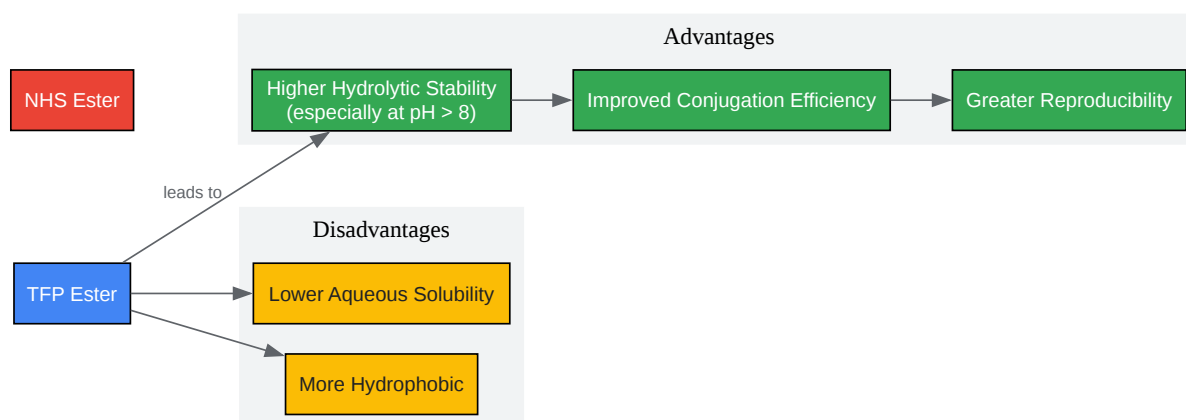 Advantages
NHS Ester
Higher Hydrolytic Stability
(especially at pH > 8)
Improved Conjugation Efficiency
Greater Reproducibility
leads to
Disadvantages
TFP Ester
Lower Aqueous Solubility
More Hydrophobic